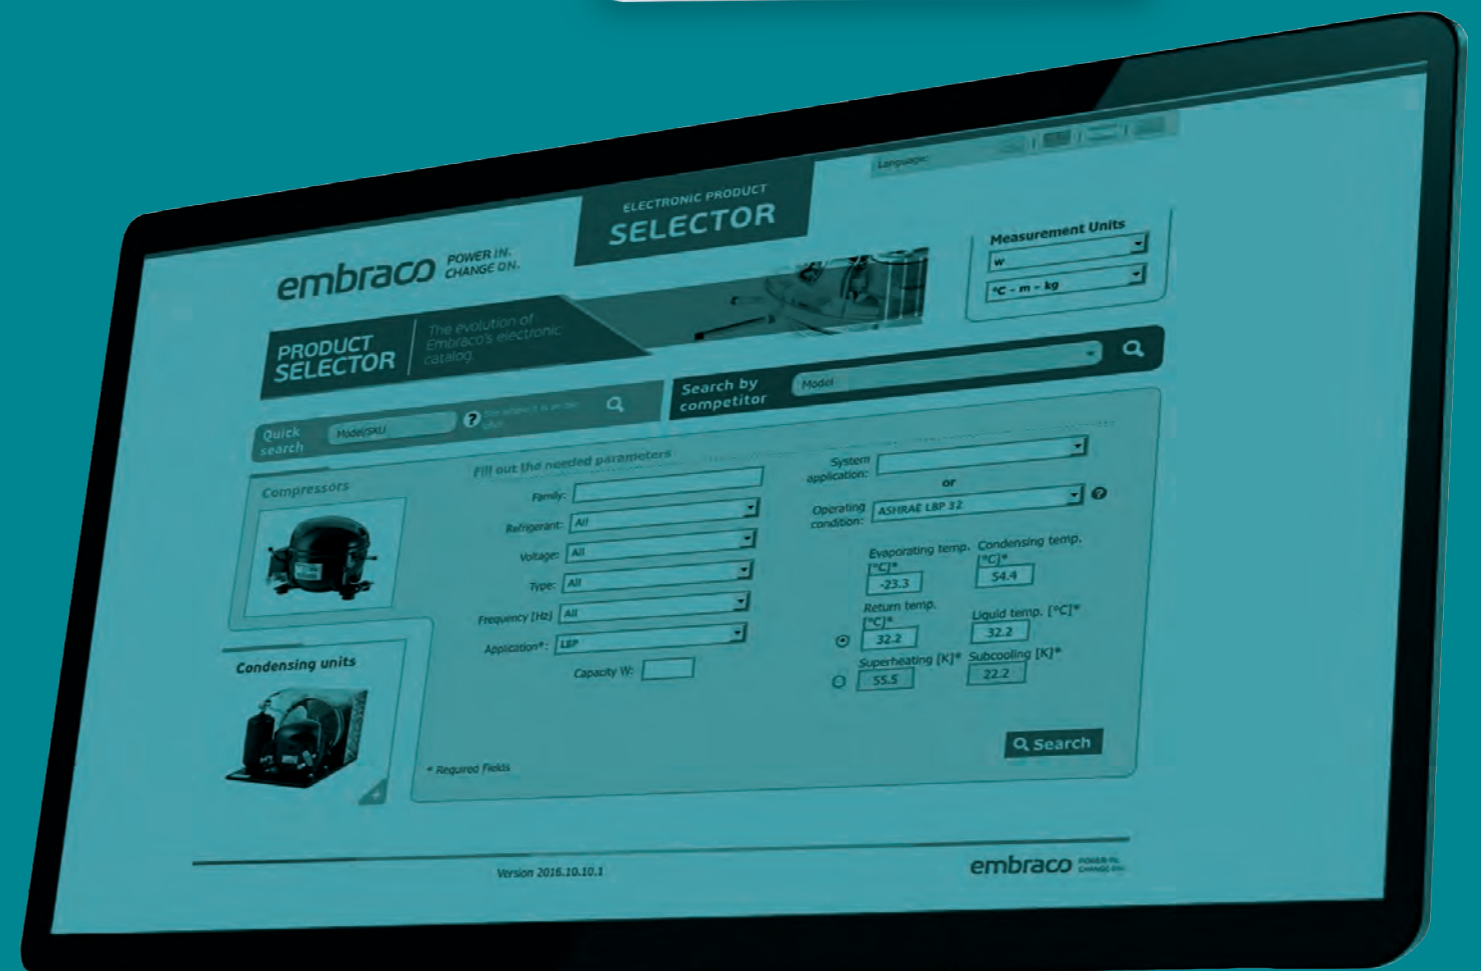 Language:
ELECTRONIC PRODUCT
SELECTOR
embraco POWER IN.
CHANGE ON.
Measurement Units
W
°C - m - kg
PRODUCT
SELECTOR
The evolution of
Embraco's electronic
catalog.
Search by
competitor
Model
Quick
search
Model/SKU
?
Compressors
Fill out the needed parameters
Family:
Refrigerant: All
Voltage: All
Type: All
Frequency [Hz] All
Application*: LBP
Capacity W:
System
application:
or
Operating
condition:
ASHRAE LBP 32
?
Evaporating temp.
[°C]*
-23.3
Condensing temp.
[°C]*
54.4
Return temp.
[°C]*
32.2
Liquid temp. [°C]*
32.2
Superheating [K]*
55.5
Subcooling [K]*
22.2
Condensing units
+
Search
* Required Fields
Version 2016.10.10.1
embraco POWER IN.
CHANGE ON.